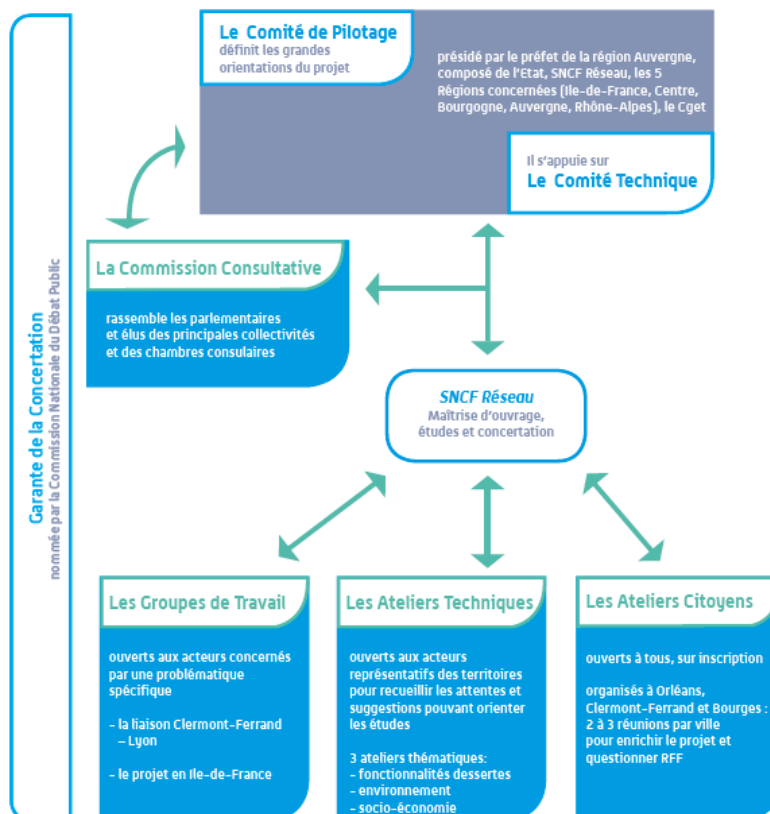 Garante de la Concertation
nommée par la Commission Nationale du Débat Public
Le Comité de Pilotage
définit les grandes
orientations du projet
présidé par le préfet de la région Auvergne,
composé de l'Etat, SNCF Réseau, les 5
Régions concernées (Ile-de-France, Centre,
Bourgogne, Auvergne, Rhône-Alpes), le Cget
Il s'appuie sur
Le Comité Technique
La Commission Consultative
rassemble les parlementaires
et élus des principales collectivités
et des chambres consulaires
SNCF Réseau
Maîtrise d'ouvrage,
études et concertation
Les Groupes de Travail
ouverts aux acteurs concernés
par une problématique
spécifique
- la liaison Clermont-Ferrand
– Lyon
- le projet en Ile-de-France
Les Ateliers Techniques
ouverts aux acteurs
représentatifs des territoires
pour recueillir les attentes et
suggestions pouvant orienter
les études
3 ateliers thématiques:
- fonctionnalités dessertes
- environnement
- socio-économie
Les Ateliers Citoyens
ouverts à tous, sur inscription
organisés à Orléans,
Clermont-Ferrand et Bourges :
2 à 3 réunions par ville
pour enrichir le projet et
questionner RFF